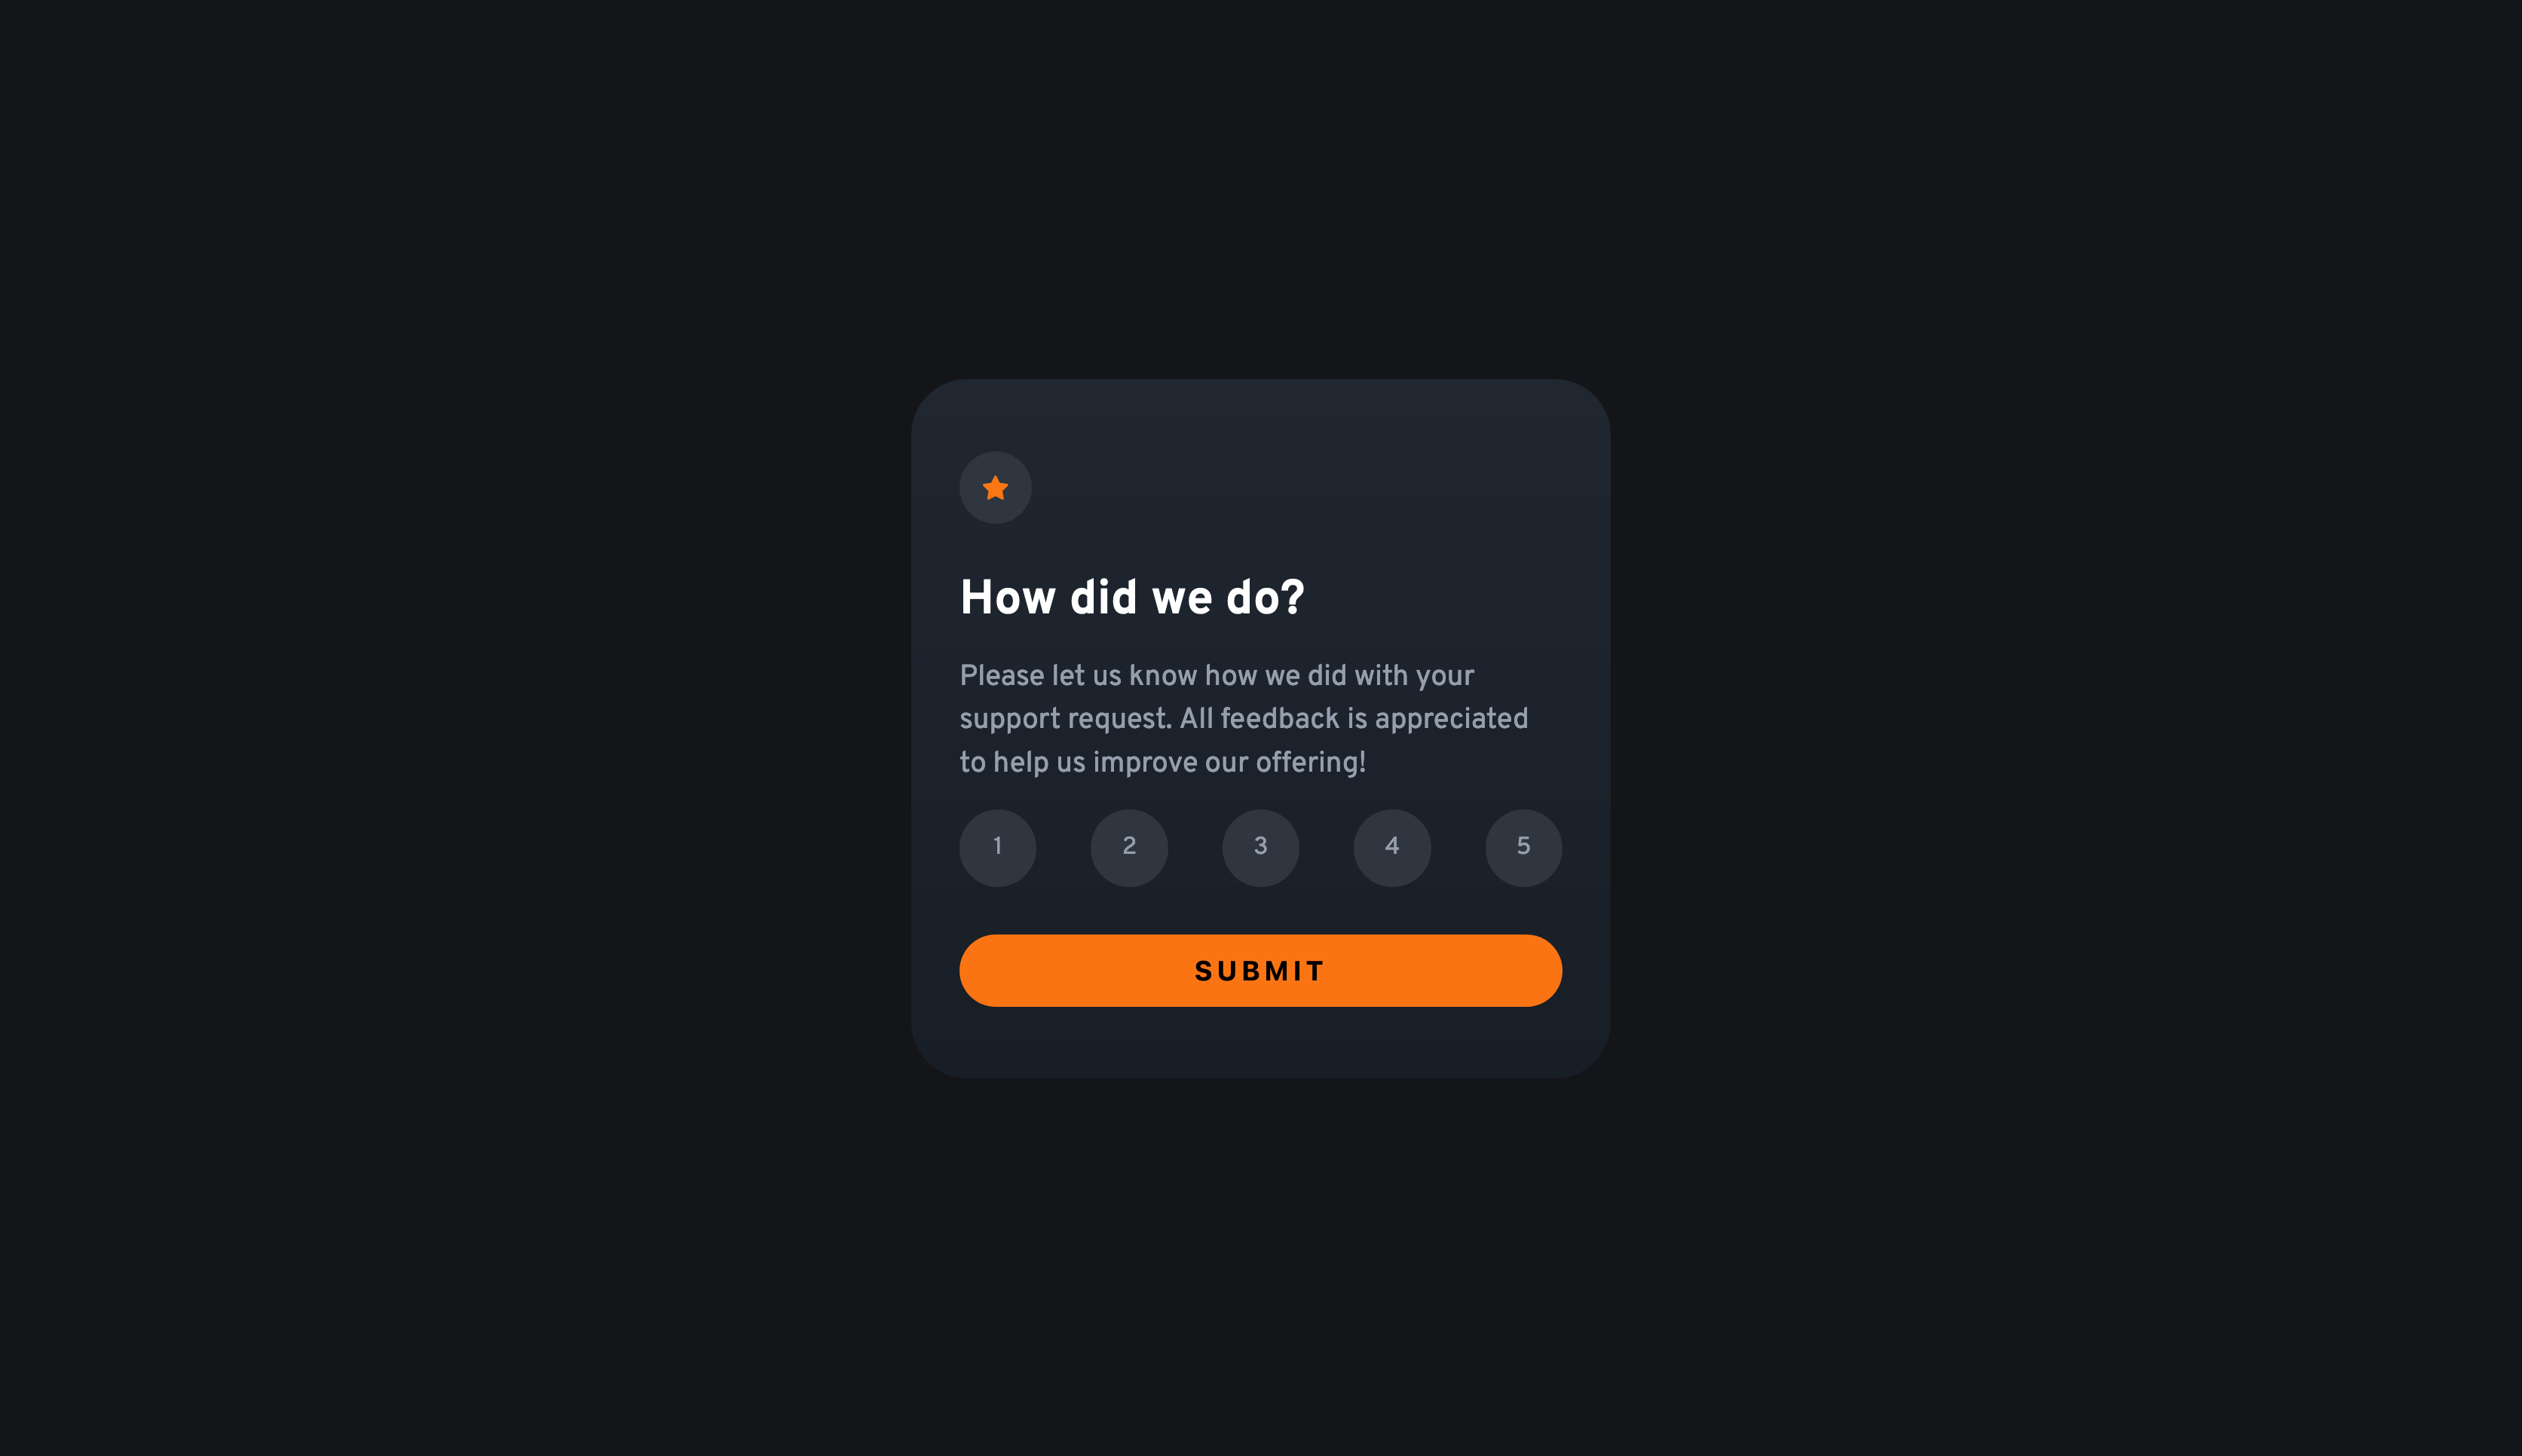 How did we do?
Please let us know how we did with your
support request. All feedback is appreciated
to help us improve our offering!
1 2 3 4 5
SUBMIT